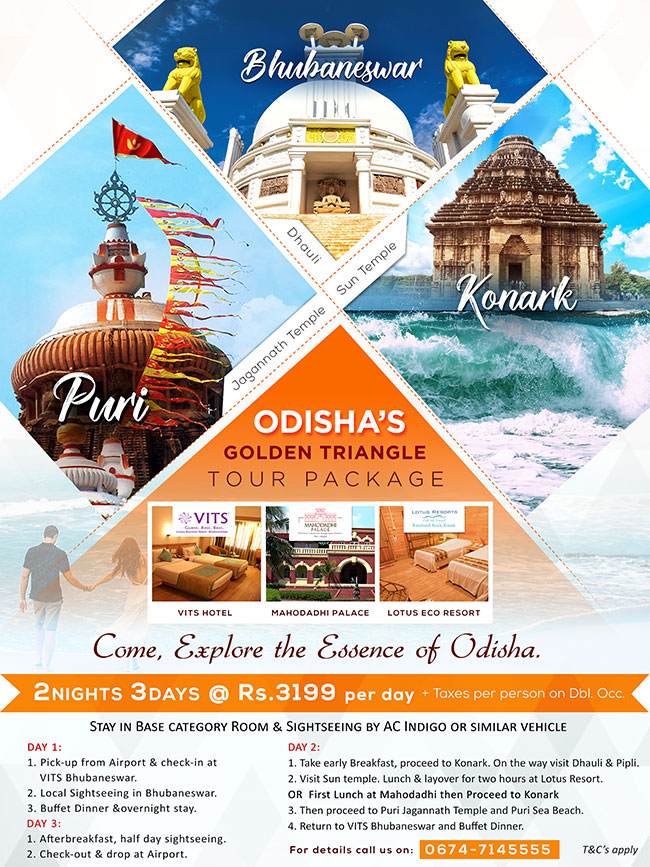 Bhubaneswar
Dhauli
Sun Temple
Konark
Jagannath Temple
Puri
ODISHA'S
GOLDEN TRIANGLE
TOUR PACKAGE
VITS
MAHODADHI
PALACE
LOTUS RESORTS
VITS HOTEL
MAHODADHI PALACE
LOTUS ECO RESORT
Come, Explore the Essence of Odisha.
2NIGHTS 3DAYS @ Rs.3199 per day + Taxes per person on Dbl. Occ.
STAY IN BASE CATEGORY ROOM & SIGHTSEEING BY AC INDIGO OR SIMILAR VEHICLE
DAY 1:
1. Pick-up from Airport & check-in at
VITS Bhubaneswar.
2. Local Sightseeing in Bhubaneswar.
3. Buffet Dinner &overnight stay.
DAY 3:
1. Afterbreakfast, half day sightseeing.
2. Check-out & drop at Airport.
DAY 2:
1. Take early Breakfast, proceed to Konark. On the way visit Dhauli & Pipli.
2. Visit Sun temple. Lunch & layover for two hours at Lotus Resort.
OR First Lunch at Mahodadhi then Proceed to Konark
3. Then proceed to Puri Jagannath Temple and Puri Sea Beach.
4. Return to VITS Bhubaneswar and Buffet Dinner.
For details call us on: 0674-7145555
T&C's apply